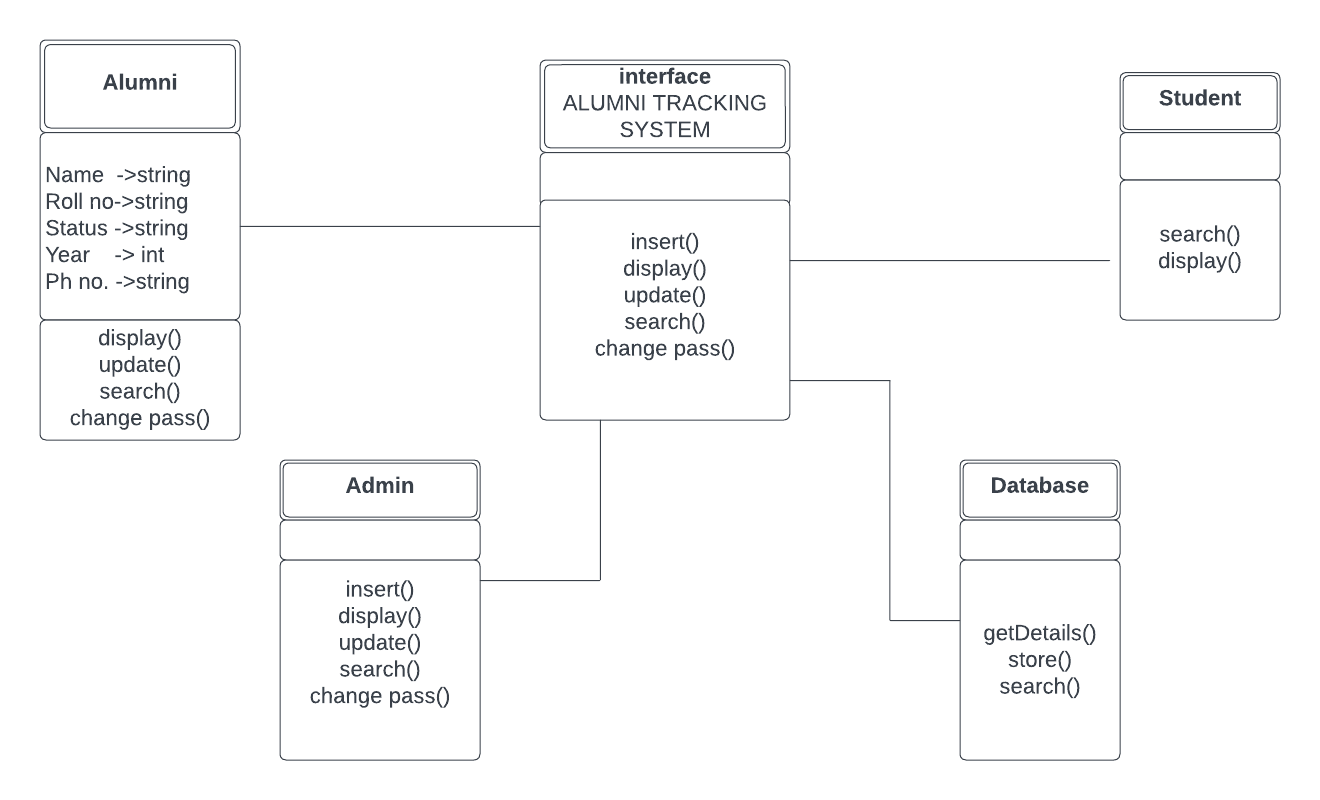 Alumni
Name ->string
Roll no->string
Status ->string
Year -> int
Ph no. ->string
display()
update()
search()
change pass()
interface
ALUMNI TRACKING
SYSTEM
insert()
display()
update()
search()
change pass()
Student
search()
display()
Admin
insert()
display()
update()
search()
change pass()
Database
getDetails()
store()
search()